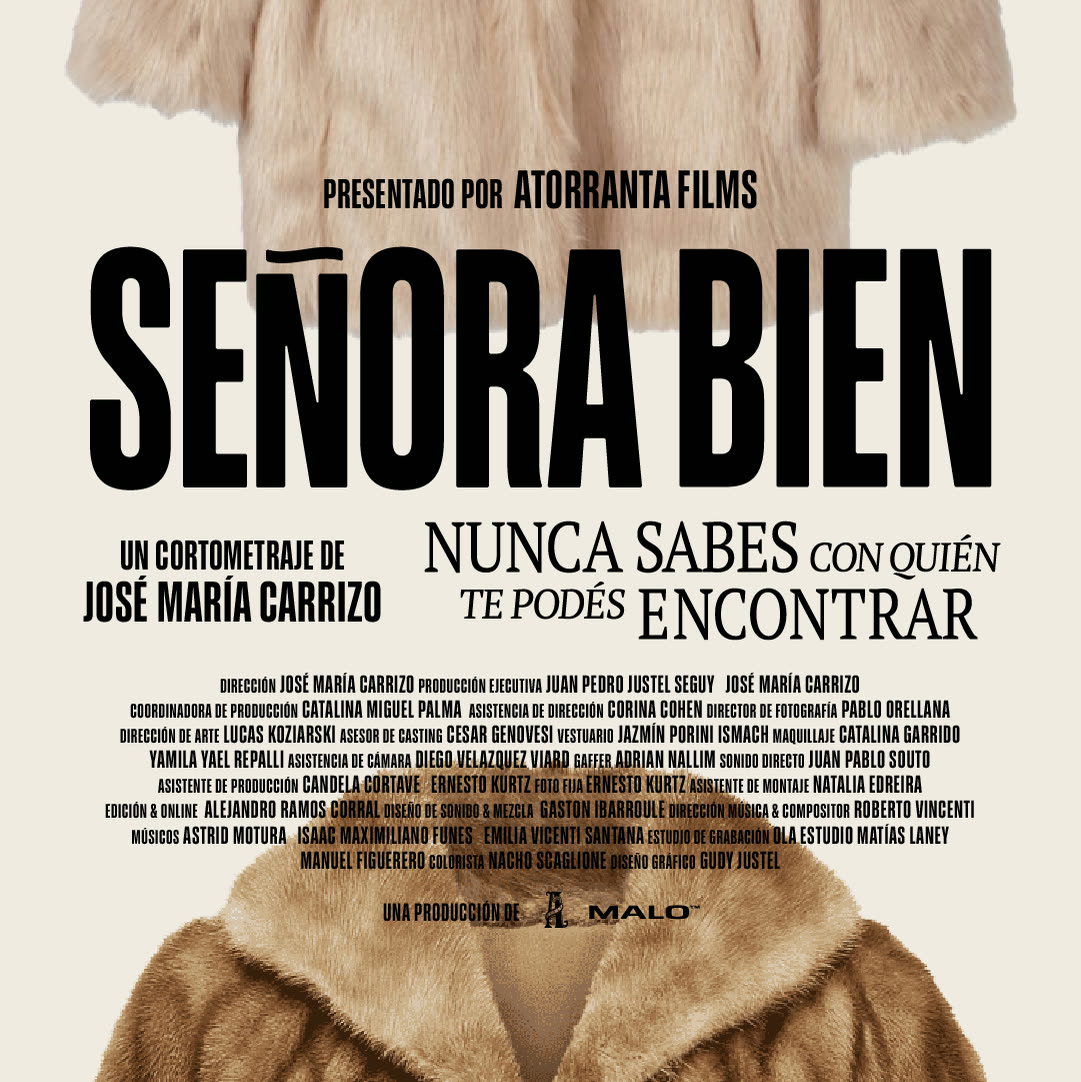 PRESENTADO POR ATORRANTA FILMS
SEÑORA BIEN
UN CORTOMETRAJE DE
JOSÉ MARÍA CARRIZO
NUNCA SABES CON QUIÉN
TE PODÉS ENCONTRAR
DIRECCIÓN JOSÉ MARÍA CARRIZO PRODUCCIÓN EJECUTIVA JUAN PEDRO JUSTEL SEGUY JOSÉ MARÍA CARRIZO
COORDINADORA DE PRODUCCIÓN CATALINA MIGUEL PALMA ASISTENCIA DE DIRECCIÓN CORINA COHEN DIRECTOR DE FOTOGRAFÍA PABLO ORELLANA
DIRECCIÓN DE ARTE LUCAS KOZIARSKI ASESOR DE CASTING CESAR GENOVESI VESTUARIO JAZMÍN PORINI ISMACH MAQUILLAJE CATALINA GARRIDO
YAMILA YAEL REPALLI ASISTENCIA DE CÁMARA DIEGO VELAZQUEZ VIARD GAFFER ADRIAN NALLIM SONIDO DIRECTO JUAN PABLO SOUTO
ASISTENTE DE PRODUCCIÓN CANDELA CORTAVE ERNESTO KURTZ FOTO FIJA ERNESTO KURTZ ASISTENTE DE MONTAJE NATALIA EDREIRA
EDICIÓN & ONLINE ALEJANDRO RAMOS CORRAL DISEÑO DE SONIDO & MEZCLA GASTON IBARROULE DIRECCIÓN MÚSICA & COMPOSITOR ROBERTO VINCENTI
MÚSICOS ASTRID MOTURA ISAAC MAXIMILIANO FUNES EMILIA VICENTI SANTANA ESTUDIO DE GRABACIÓN OLA ESTUDIO MATÍAS LANEY
MANUEL FIGUERERO COLORISTA NACHO SCAGLIONE DISEÑO GRÁFICO GUDY JUSTEL
UNA PRODUCCIÓN DE A MALO™